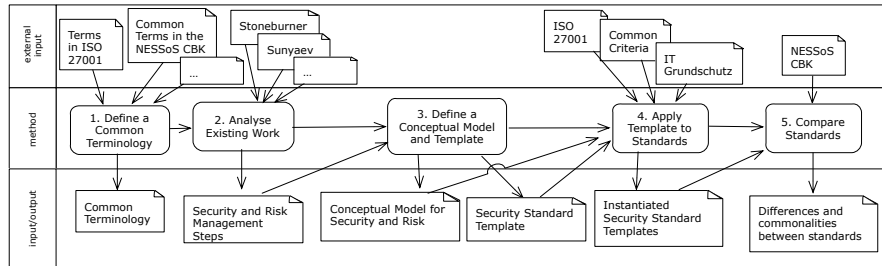 external
input
Terms
in ISO
27001
Common
Terms in the
NESSoS CBK
...
Stoneburner
Sunyaev
...
ISO
27001
Common
Criteria
IT
Grundschutz
NESSoS
CBK
method
1. Define a
Common
Terminology
2. Analyse
Existing Work
3. Define a
Conceptual Model
and Template
4. Apply
Template to
Standards
5. Compare
Standards
input/output
Common
Terminology
Security and Risk
Management
Steps
Conceptual Model for
Security and Risk
Security Standard
Template
Instantiated
Security Standard
Templates
Differences and
commonalities
between standards